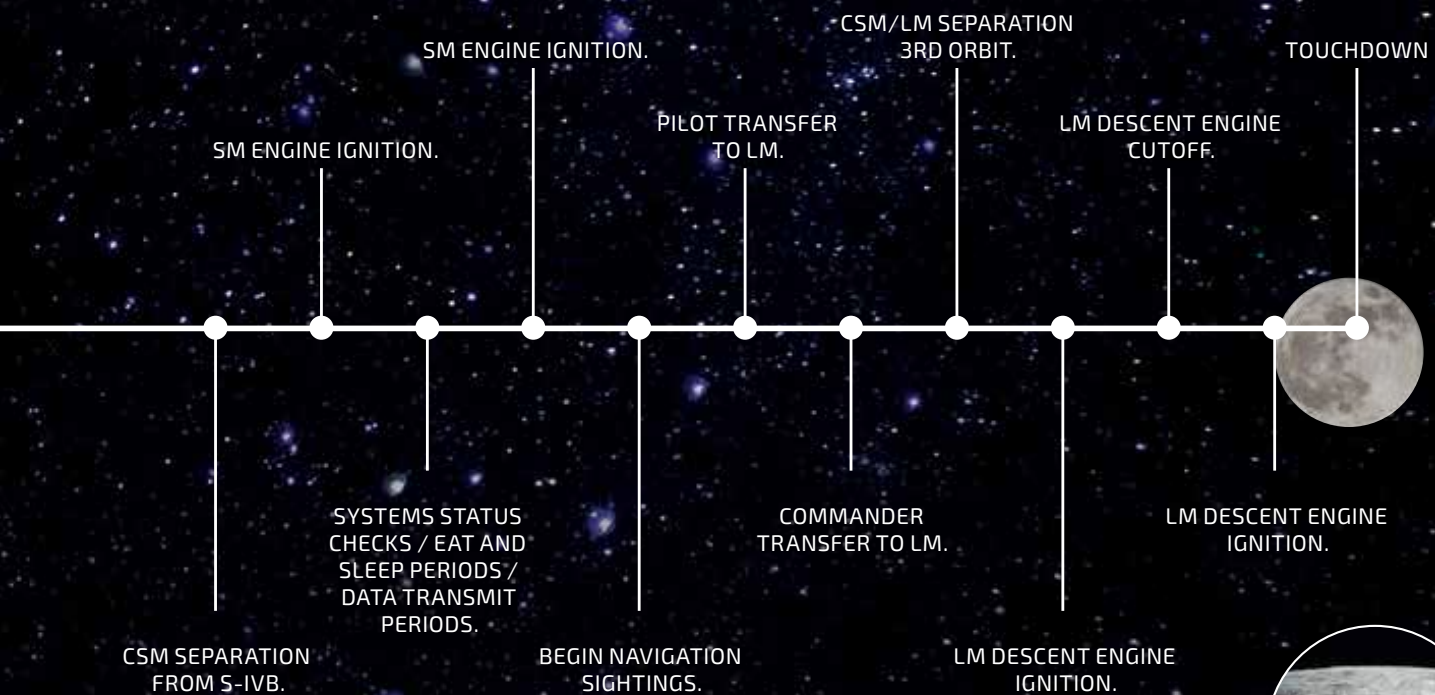 CSM SEPARATION
FROM S-IVB.
SM ENGINE IGNITION.
SYSTEMS STATUS
CHECKS / EAT AND
SLEEP PERIODS /
DATA TRANSMIT
PERIODS.
SM ENGINE IGNITION.
BEGIN NAVIGATION
SIGHTINGS.
PILOT TRANSFER
TO LM.
COMMANDER
TRANSFER TO LM.
CSM/LM SEPARATION
3RD ORBIT.
LM DESCENT ENGINE
IGNITION.
LM DESCENT ENGINE
CUTOFF.
LM DESCENT ENGINE
IGNITION.
TOUCHDOWN